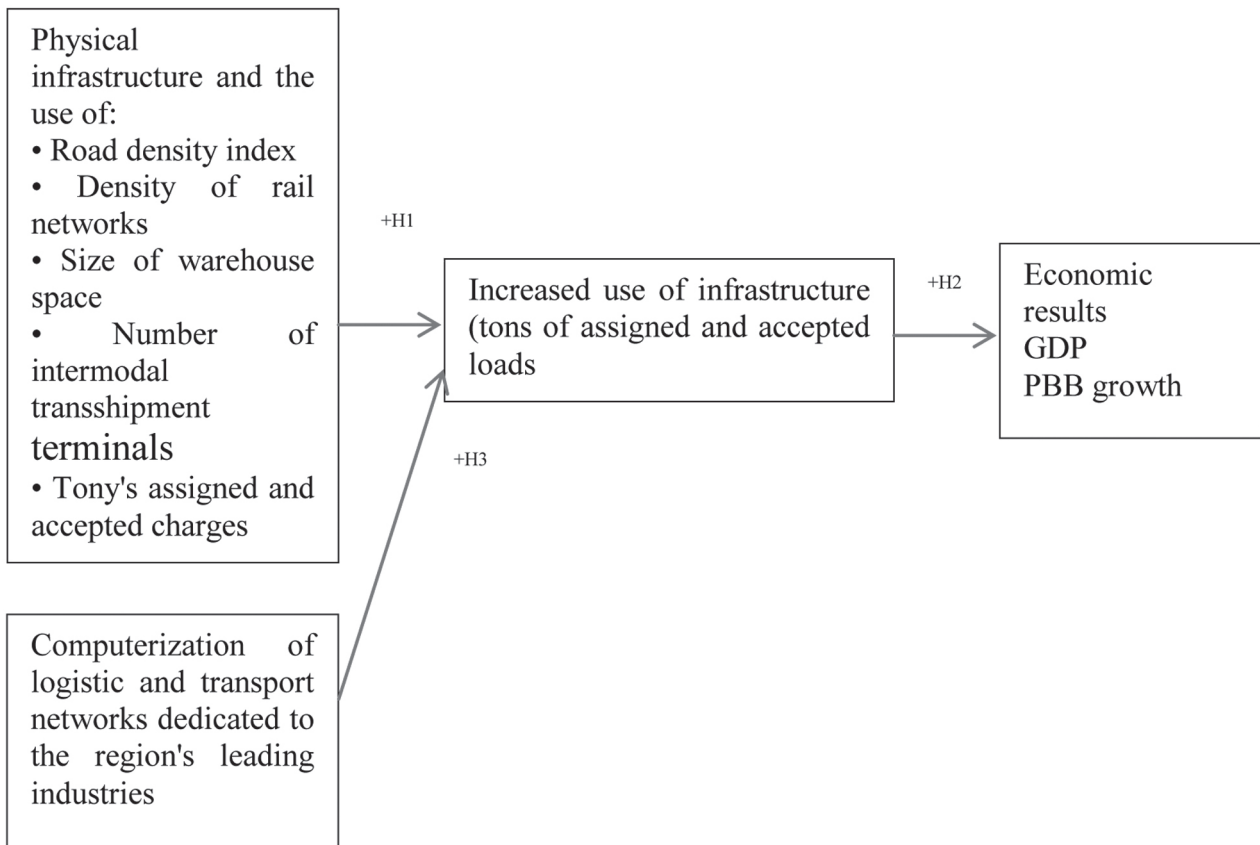 Physical
infrastructure and the
use of:
• Road density index
• Density of rail
networks
• Size of warehouse
space
• Number of
intermodal
transshipment
terminals
• Tony's assigned and
accepted charges
+H1
Increased use of infrastructure
(tons of assigned and accepted
loads
+H2
Economic
results
GDP
PBB growth
+H3
Computerization of
logistic and transport
networks dedicated to
the region's leading
industries